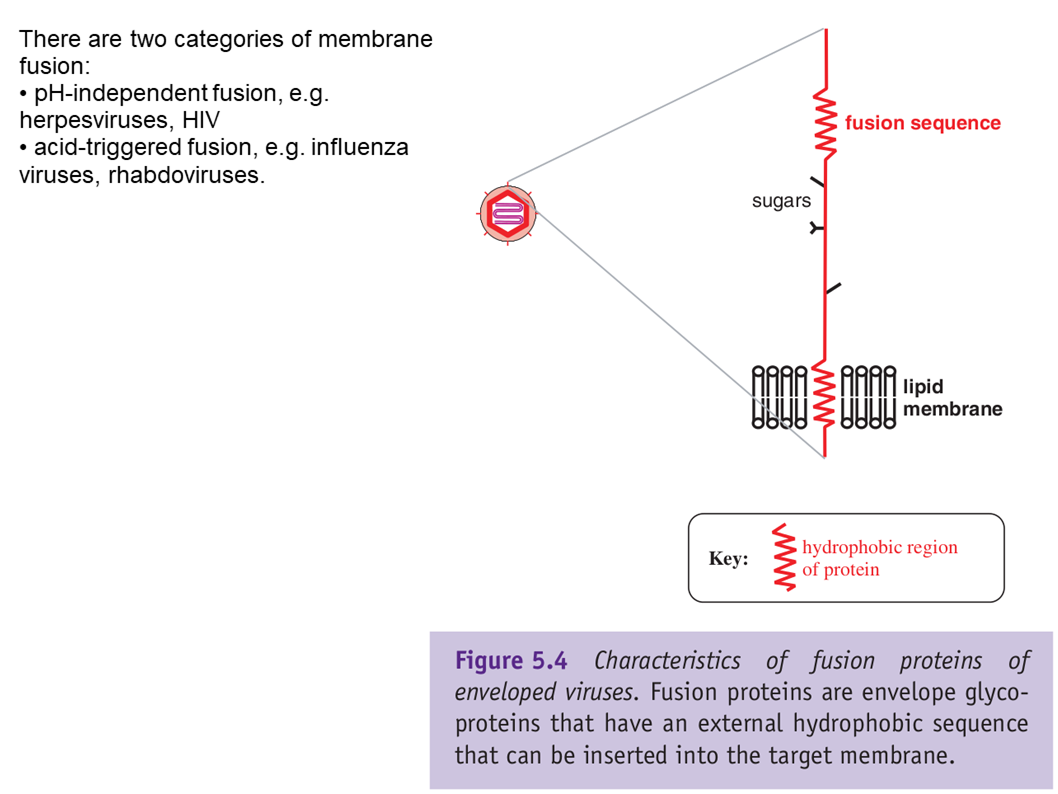 There are two categories of membrane
fusion:
• pH-independent fusion, e.g.
herpesviruses, HIV
• acid-triggered fusion, e.g. influenza
viruses, rhabdoviruses.
fusion sequence
sugars
lipid
membrane
Key:
hydrophobic region
of protein
Figure 5.4 Characteristics of fusion proteins of
enveloped viruses. Fusion proteins are envelope glyco-
proteins that have an external hydrophobic sequence
that can be inserted into the target membrane.